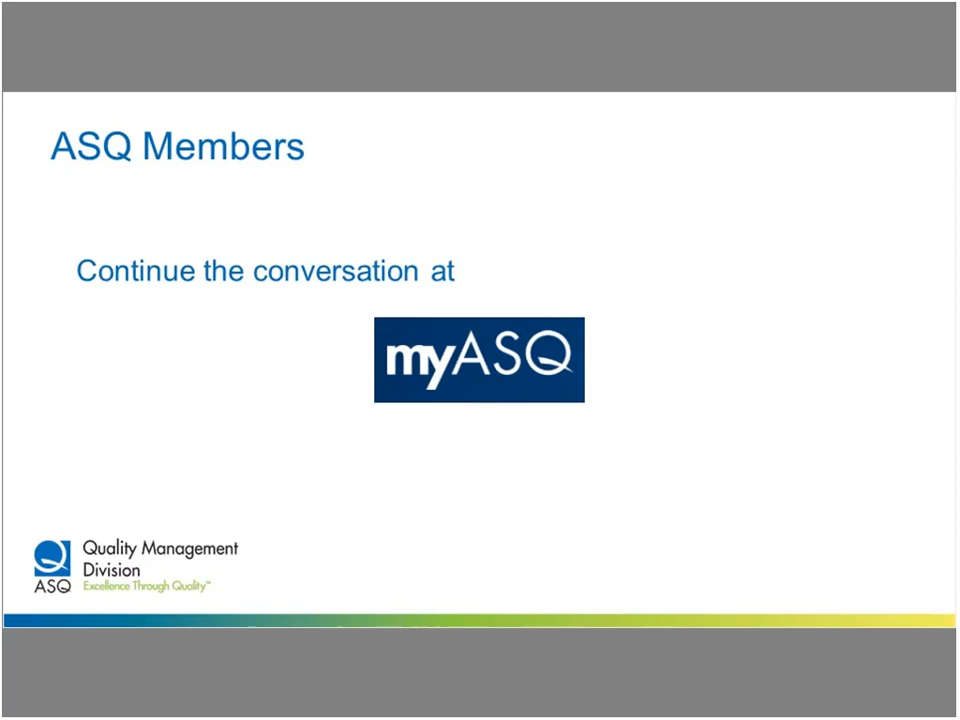 ASQ Members
Continue the conversation at
myASQ
Quality Management
Division
ASQ
Excellence Through Quality™